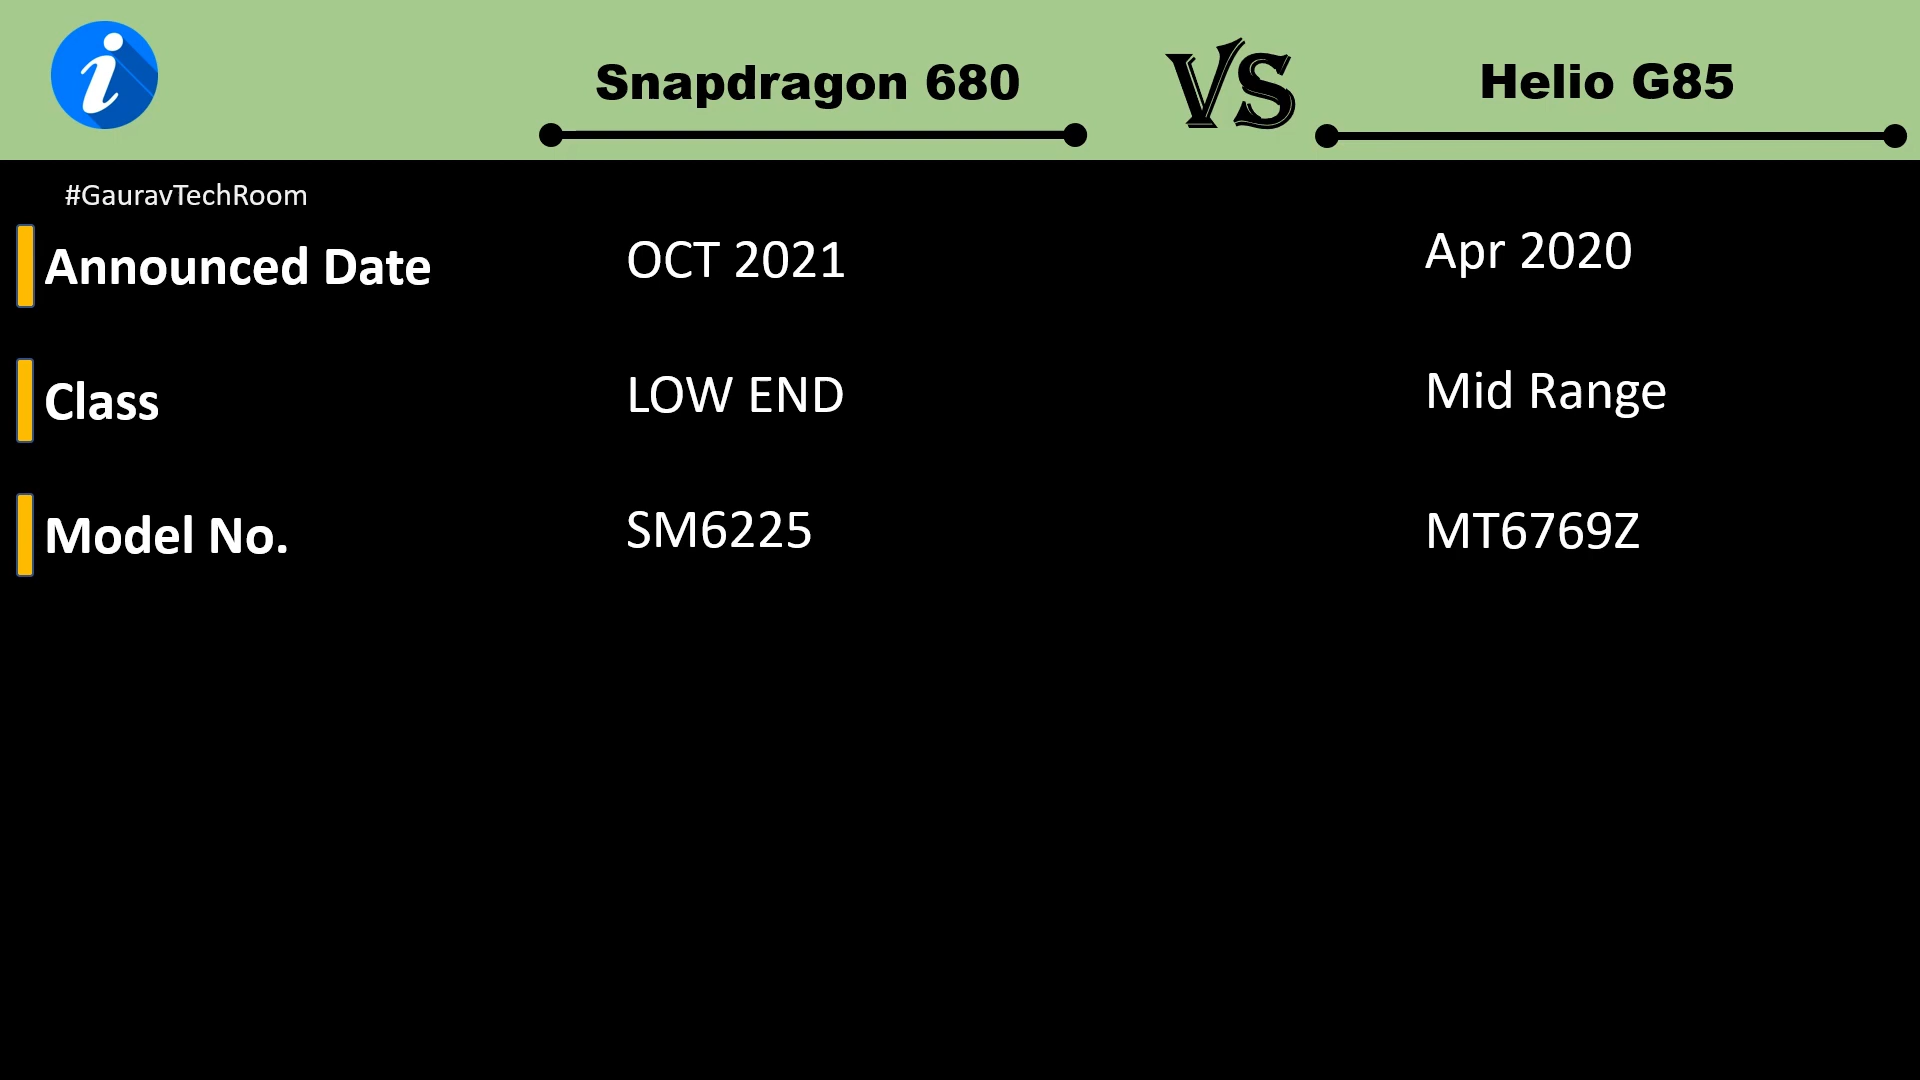 Snapdragon 680 VS Helio G85
#GauravTechRoom
Announced Date OCT 2021 Apr 2020
Class LOW END Mid Range
Model No. SM6225 MT6769Z